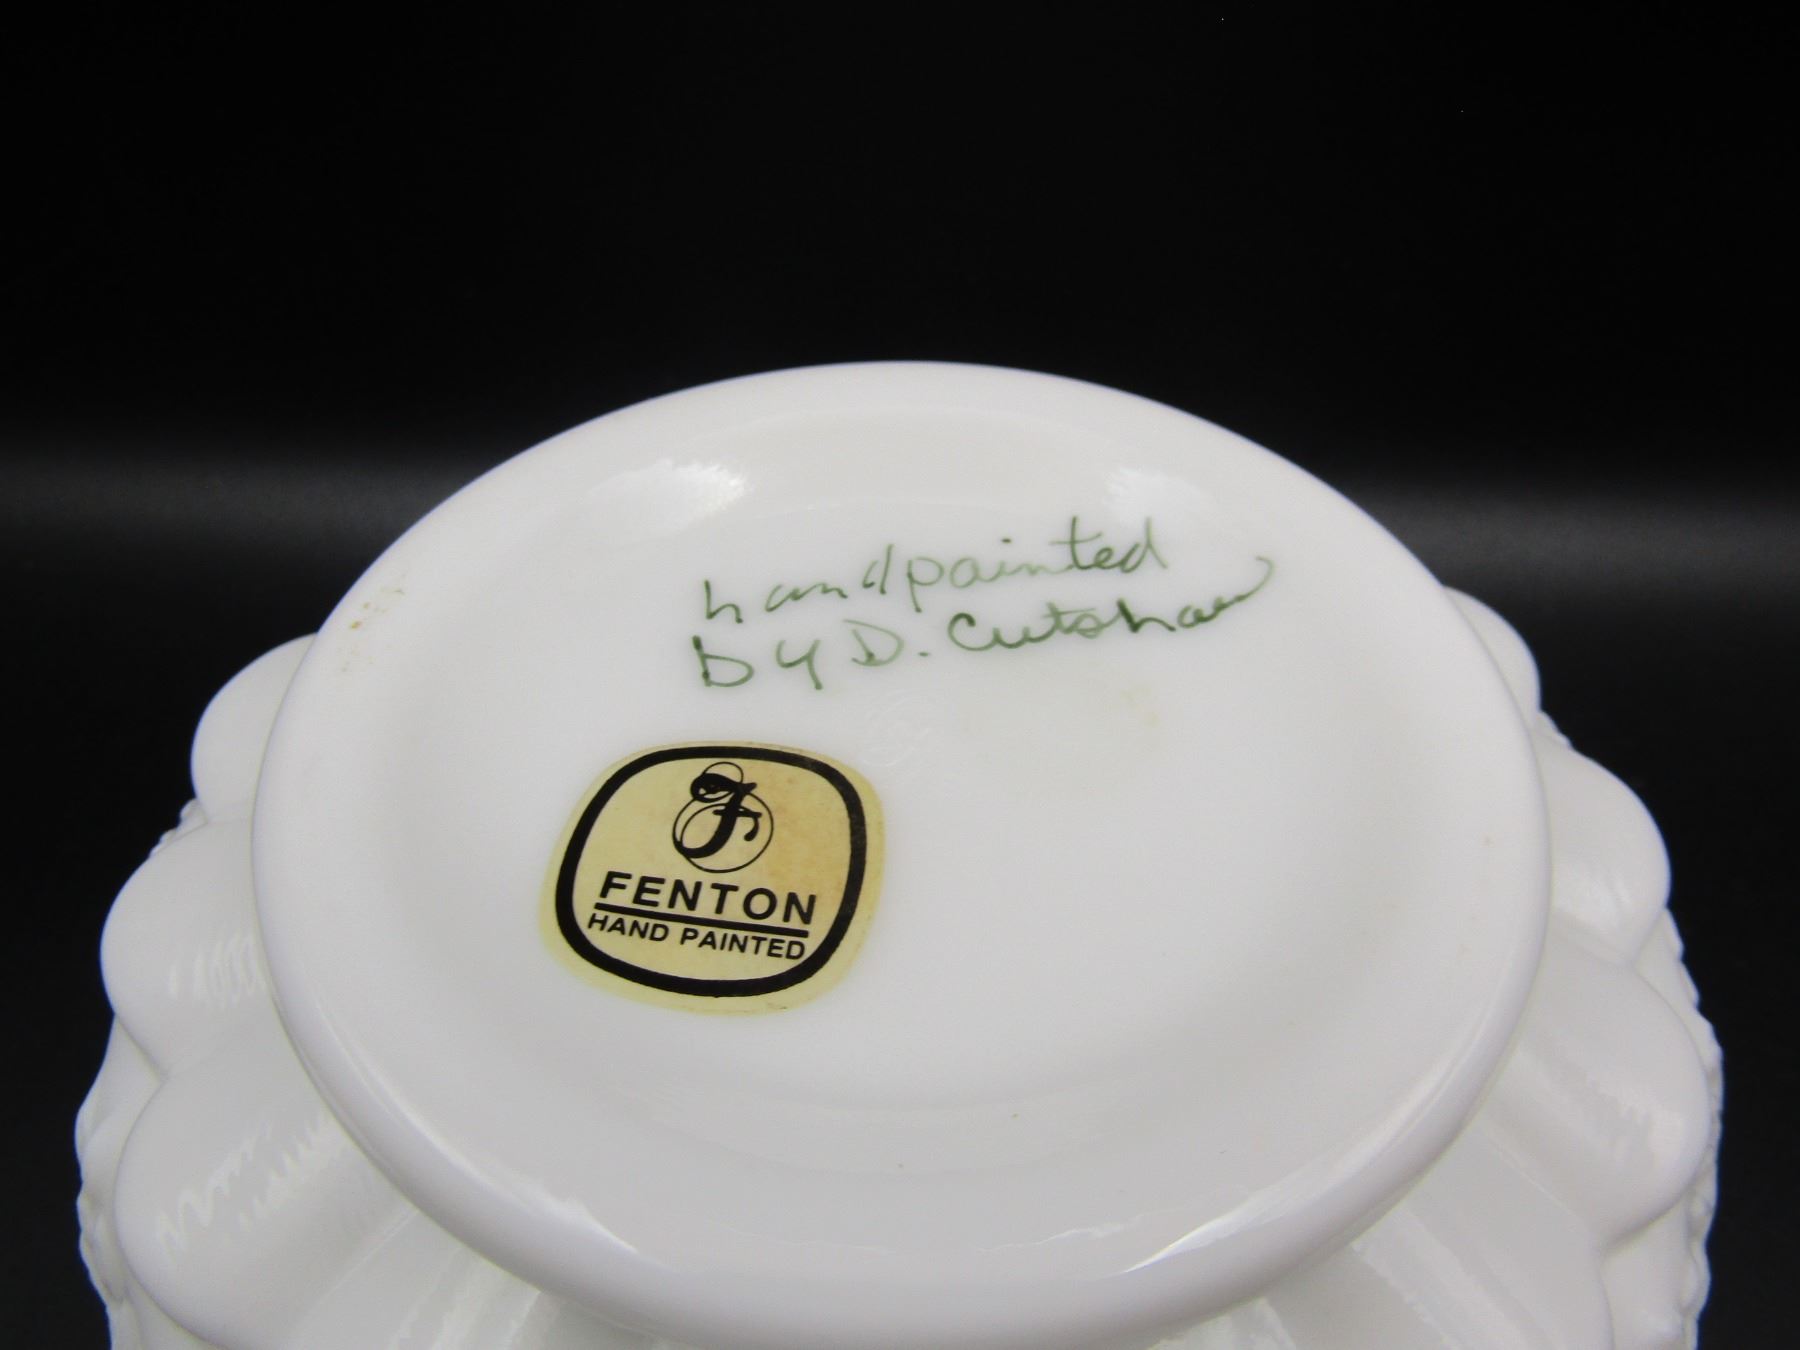 handpainted
by D. Cutshaw
F
FENTON
HAND PAINTED